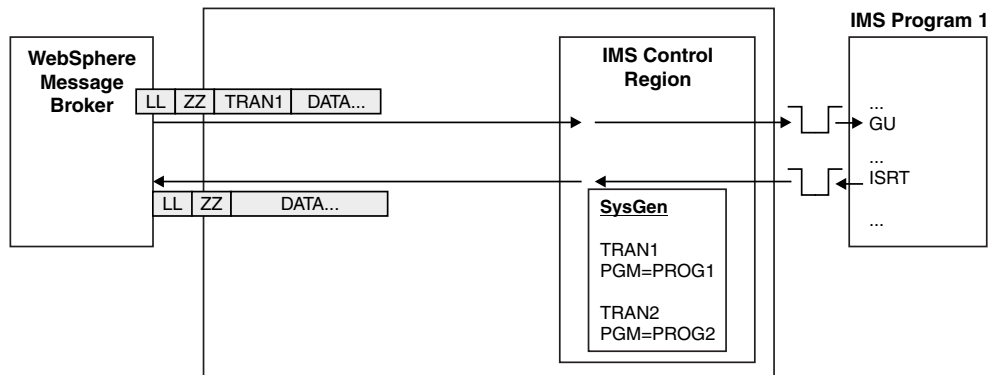 WebSphere
Message
Broker
LL ZZ TRAN1 DATA...
LL ZZ DATA...
IMS Control
Region
SysGen
TRAN1
PGM=PROG1
TRAN2
PGM=PROG2
IMS Program 1
...
GU
...
ISRT
...